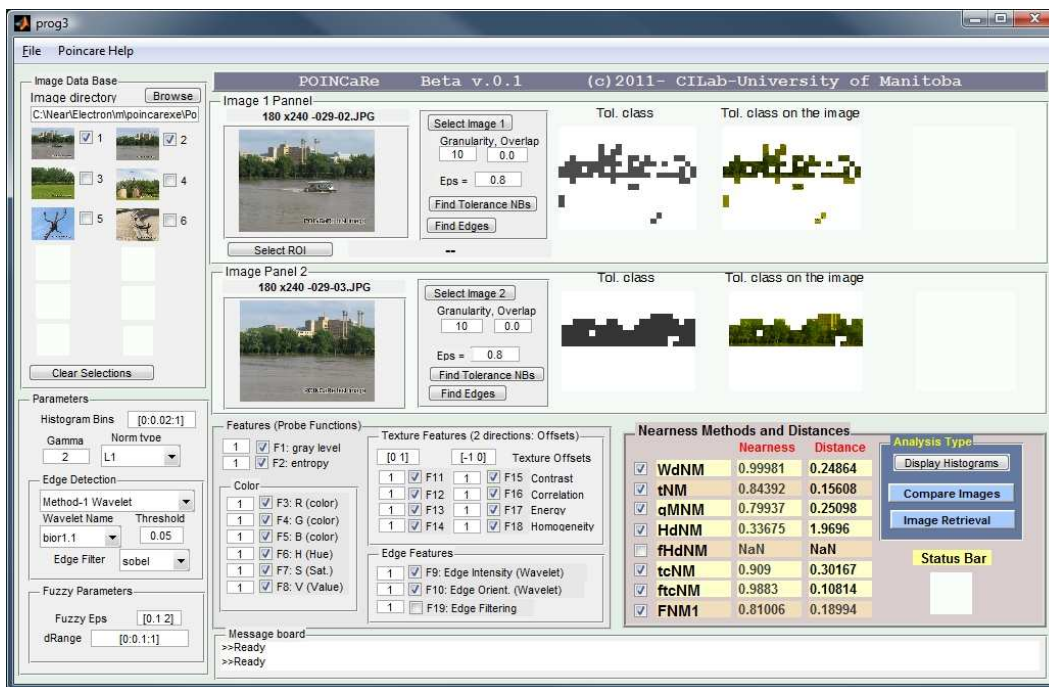 prog3
File Poincare Help
POINCaRe Beta v.0.1 (c)2011- CILab-University of Manitoba
Image Data Base
Image directory Browse
C:\Near\Electron\m\poincarexe\Po
1 2
3 4
5 6
Clear Selections
Image 1 Pannel
180 x240 -029-02.JPG
Select Image 1
Granularity, Overlap
10 0.0
Eps = 0.8
Find Tolerance NBs
Find Edges
Select ROI
--
Tol. class Tol. class on the image
Image Panel 2
180 x240 -029-03.JPG
Select Image 2
Granularity, Overlap
10 0.0
Eps = 0.8
Find Tolerance NBs
Find Edges
Tol. class Tol. class on the image
Parameters
Histogram Bins [0:0.02:1]
Gamma Norm type
2 L1
Edge Detection
Method-1 Wavelet
Wavelet Name Threshold
bior1.1 0.05
Edge Filter sobel
Fuzzy Parameters
Fuzzy Eps [0.1 2]
dRange [0:0.1:1]
Features (Probe Functions)
1 F1: gray level
1 F2: entropy
Color
1 F3: R (color)
1 F4: G (color)
1 F5: B (color)
1 F6: H (Hue)
1 F7: S (Sat.)
1 F8: V (Value)
Texture Features (2 directions: Offsets)
[0 1] [-1 0] Texture Offsets
1 F11 1 F15 Contrast
1 F12 1 F16 Correlation
1 F13 1 F17 Energy
1 F14 1 F18 Homogeneity
Edge Features
1 F9: Edge Intensity (Wavelet)
1 F10: Edge Orient. (Wavelet)
1 F19: Edge Filtering
Nearness Methods and Distances
Nearness Distance
WdNM 0.99981 0.24864
tNM 0.84392 0.15608
qMNM 0.79937 0.25098
HdNM 0.33675 1.9696
fHdNM NaN NaN
tcNM 0.909 0.30167
ftcNM 0.9883 0.10814
FNM1 0.81006 0.18994
Analysis Type
Display Histograms
Compare Images
Image Retrieval
Status Bar
Message board
>>Ready
>>Ready